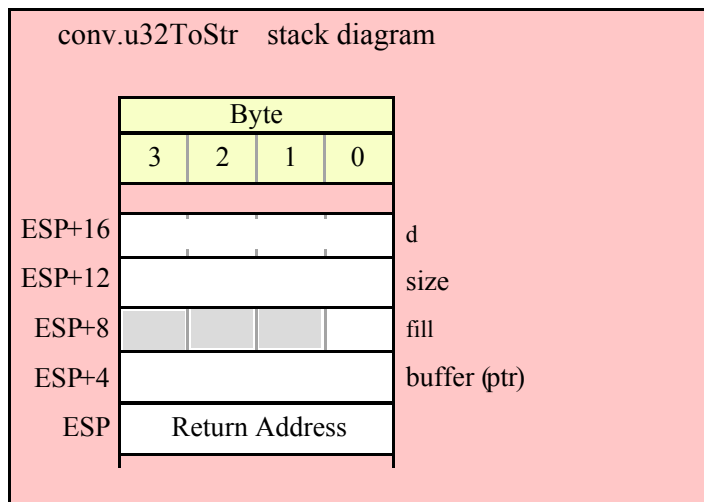 conv.u32ToStr stack diagram
Byte
3 2 1 0
ESP+16 d
ESP+12 size
ESP+8 fill
ESP+4 buffer (ptr)
ESP Return Address